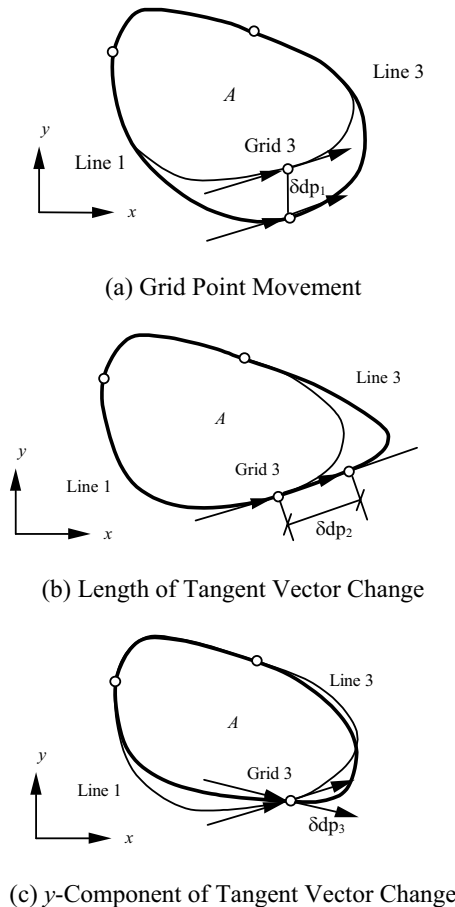 Line 3
A
y
Grid 3
Line 1
δdp₁
x
(a) Grid Point Movement
Line 3
A
y
Grid 3
Line 1
x
δdp₂
(b) Length of Tangent Vector Change
Line 3
A
y
Grid 3
Line 1
x
δdp₃
(c) y-Component of Tangent Vector Change